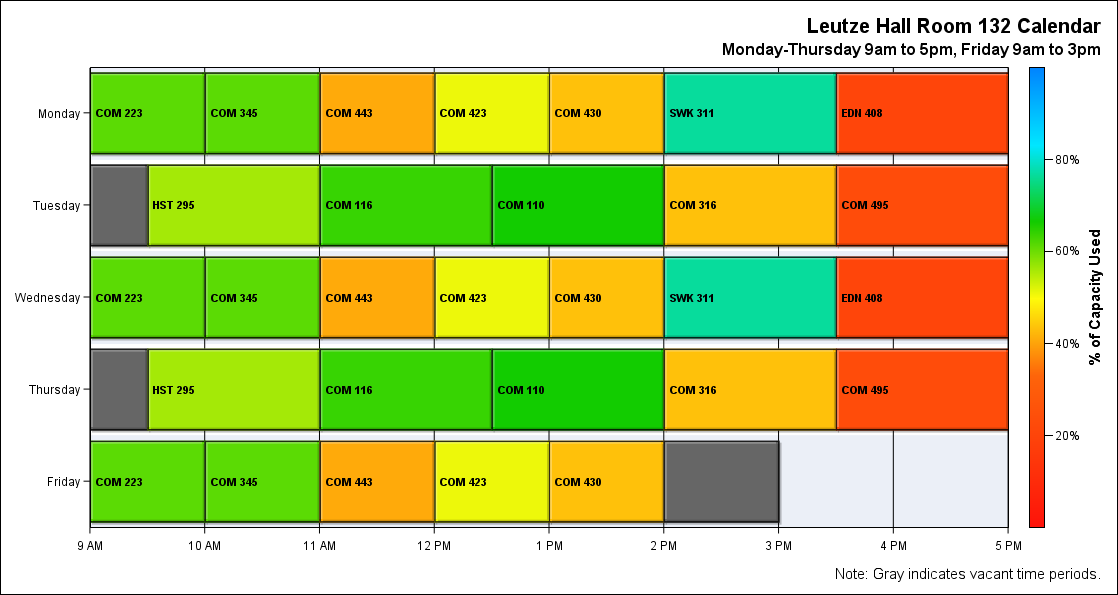 Leutze Hall Room 132 Calendar
Monday-Thursday 9am to 5pm, Friday 9am to 3pm
Monday COM 223 COM 345 COM 443 COM 423 COM 430 SWK 311 EDN 408
80%
Tuesday HST 295 COM 116 COM 110 COM 316 COM 495
60%
% of Capacity Used
Wednesday COM 223 COM 345 COM 443 COM 423 COM 430 SWK 311 EDN 408
40%
Thursday HST 295 COM 116 COM 110 COM 316 COM 495
20%
Friday COM 223 COM 345 COM 443 COM 423 COM 430
9 AM 10 AM 11 AM 12 PM 1 PM 2 PM 3 PM 4 PM 5 PM
Note: Gray indicates vacant time periods.